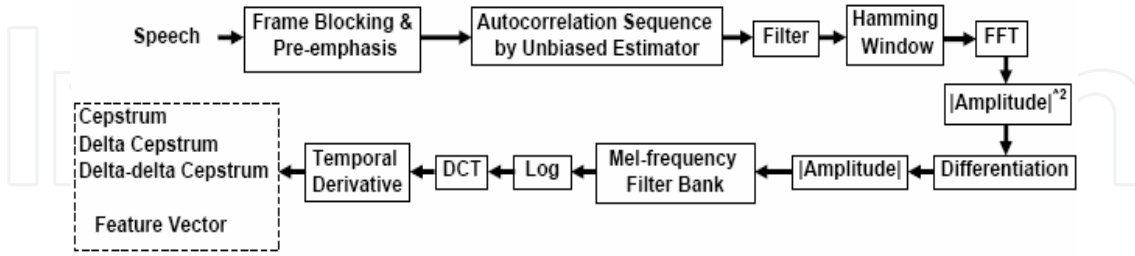 Speech
Frame Blocking &
Pre-emphasis
Autocorrelation Sequence
by Unbiased Estimator
Filter
Hamming
Window
FFT
|Amplitude|^2
Differentiation
|Amplitude|
Mel-frequency
Filter Bank
Log
DCT
Temporal
Derivative
Cepstrum
Delta Cepstrum
Delta-delta Cepstrum
Feature Vector